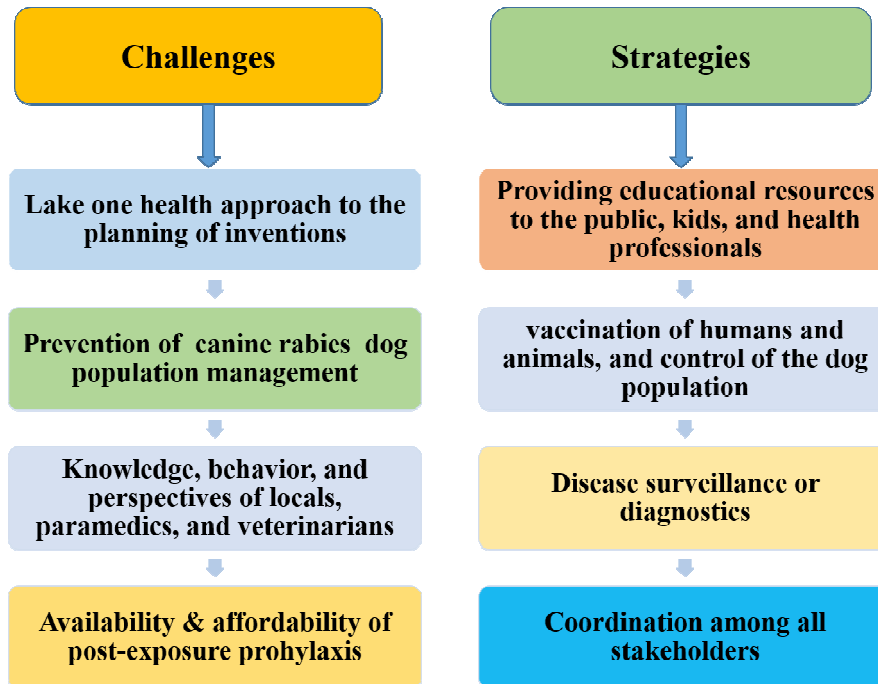 Challenges
Lake one health approach to the
planning of inventions
Prevention of canine rabies dog
population management
Knowledge, behavior, and
perspectives of locals,
paramedics, and veterinarians
Availability & affordability of
post-exposure prohylaxis
Strategies
Providing educational resources
to the public, kids, and health
professionals
vaccination of humans and
animals, and control of the dog
population
Disease surveillance or
diagnostics
Coordination among all
stakeholders